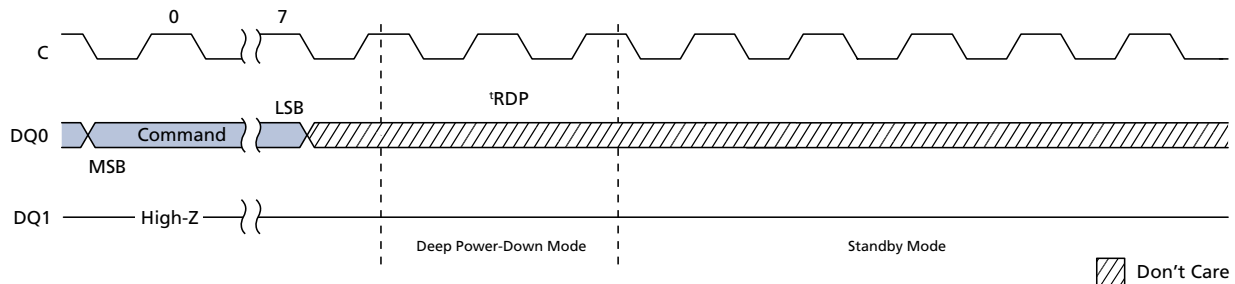 0 7
C
tRDP
LSB
DQ0 Command
MSB
DQ1 High-Z
Deep Power-Down Mode Standby Mode
Don't Care